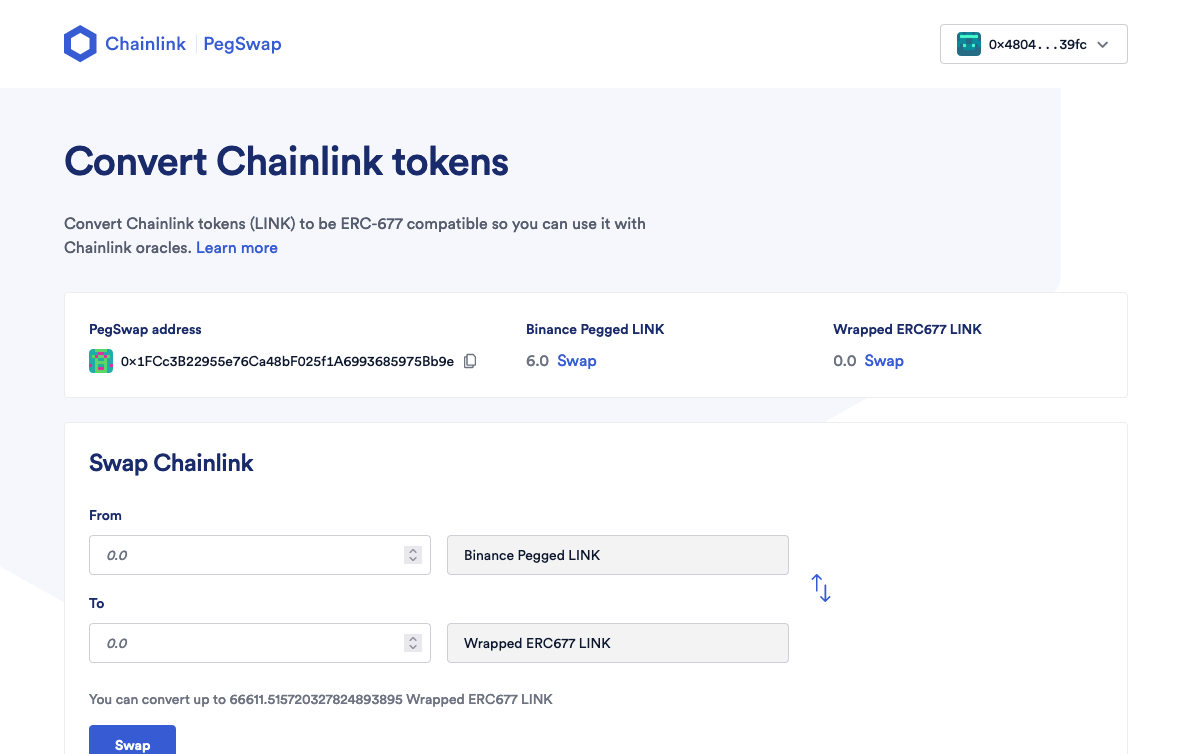 Chainlink | PegSwap
0x4804...39fc
Convert Chainlink tokens
Convert Chainlink tokens (LINK) to be ERC-677 compatible so you can use it with
Chainlink oracles. Learn more
PegSwap address
0x1FCc3B22955e76Ca48bF025f1A6993685975Bb9e
Binance Pegged LINK
6.0 Swap
Wrapped ERC677 LINK
0.0 Swap
Swap Chainlink
From
0.0
Binance Pegged LINK
To
0.0
Wrapped ERC677 LINK
You can convert up to 66611.515720327824893895 Wrapped ERC677 LINK
Swap